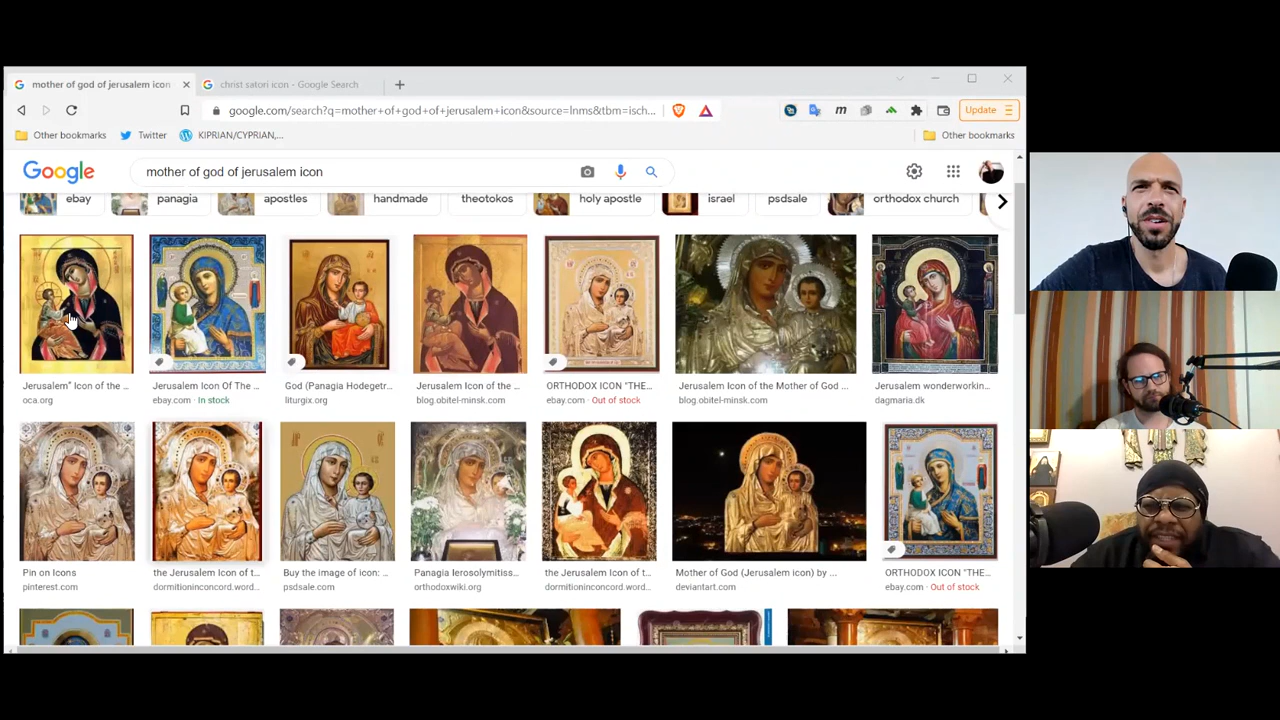 mother of god of jerusalem icon
christ satori icon - Google Search
google.com/search?q=mother+of+god+of+jerusalem+icon&source=lnms&tbm=isch...
Update
Other bookmarks
Twitter
KIPRIAN/CYPRIAN,...
Other bookmarks
Google
mother of god of jerusalem icon
ebay
panagia
apostles
handmade
theotokos
holy apostle
israel
psdsale
orthodox church
Jerusalem" Icon of the ...
Jerusalem Icon Of The ...
God (Panagia Hodegetr...
Jerusalem Icon of the ...
ORTHODOX ICON "THE...
Jerusalem Icon of the Mother of God ...
Jerusalem wonderworkin...
oca.org
ebay.com · In stock
liturgix.org
blog.obitel-minsk.com
ebay.com · Out of stock
blog.obitel-minsk.com
dagmaria.dk
Pin on Icons
the Jerusalem Icon of t...
Buy the image of icon: ...
Panagia Ierosolymitiss...
the Jerusalem Icon of t...
Mother of God (Jerusalem icon) by ...
ORTHODOX ICON "THE...
pinterest.com
dormitioninconcord.word...
psdsale.com
orthodoxwiki.org
dormitioninconcord.word...
deviantart.com
ebay.com · Out of stock